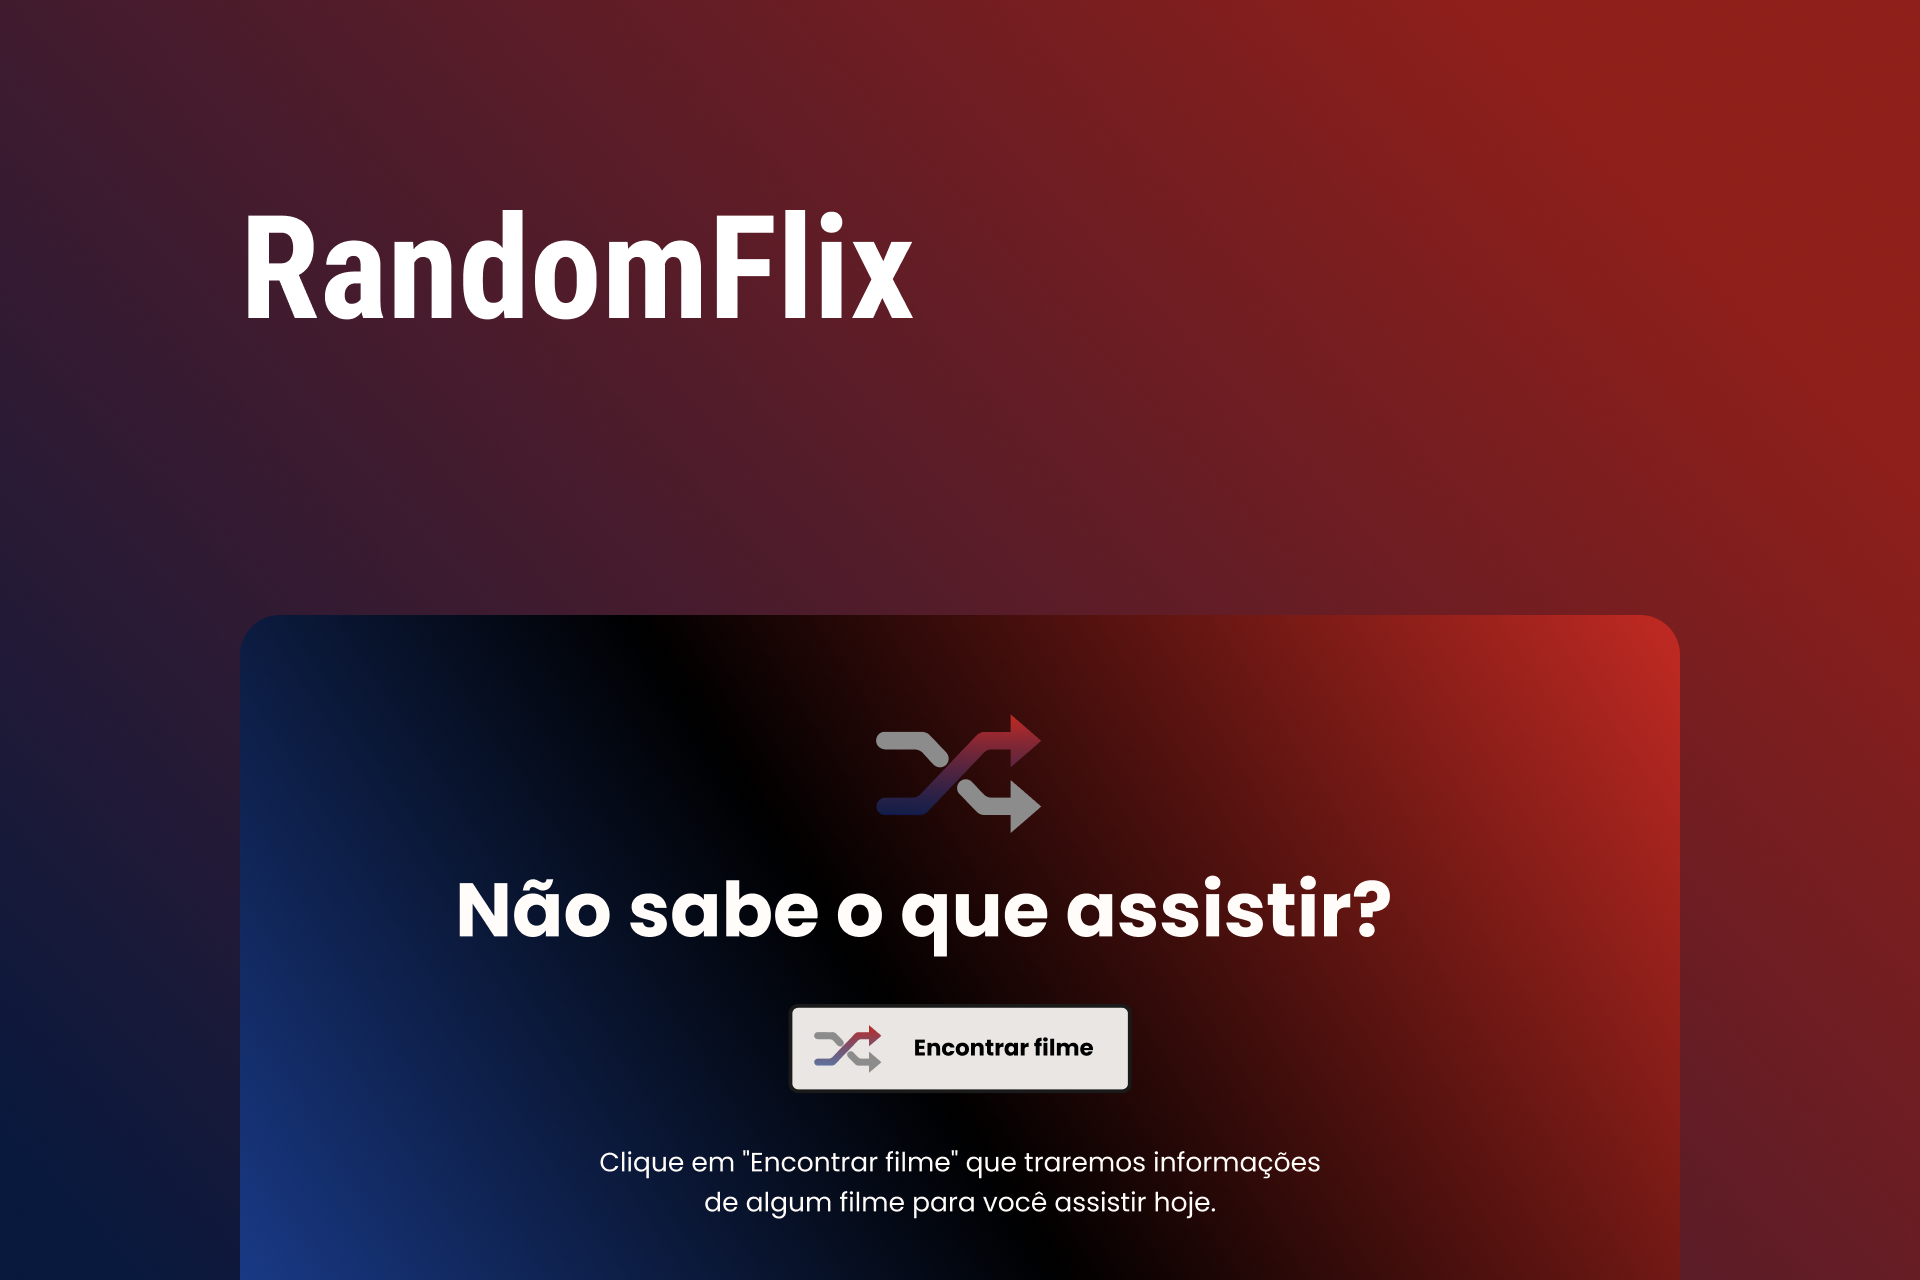 RandomFlix
Não sabe o que assistir?
Encontrar filme
Clique em "Encontrar filme" que traremos informações
de algum filme para você assistir hoje.